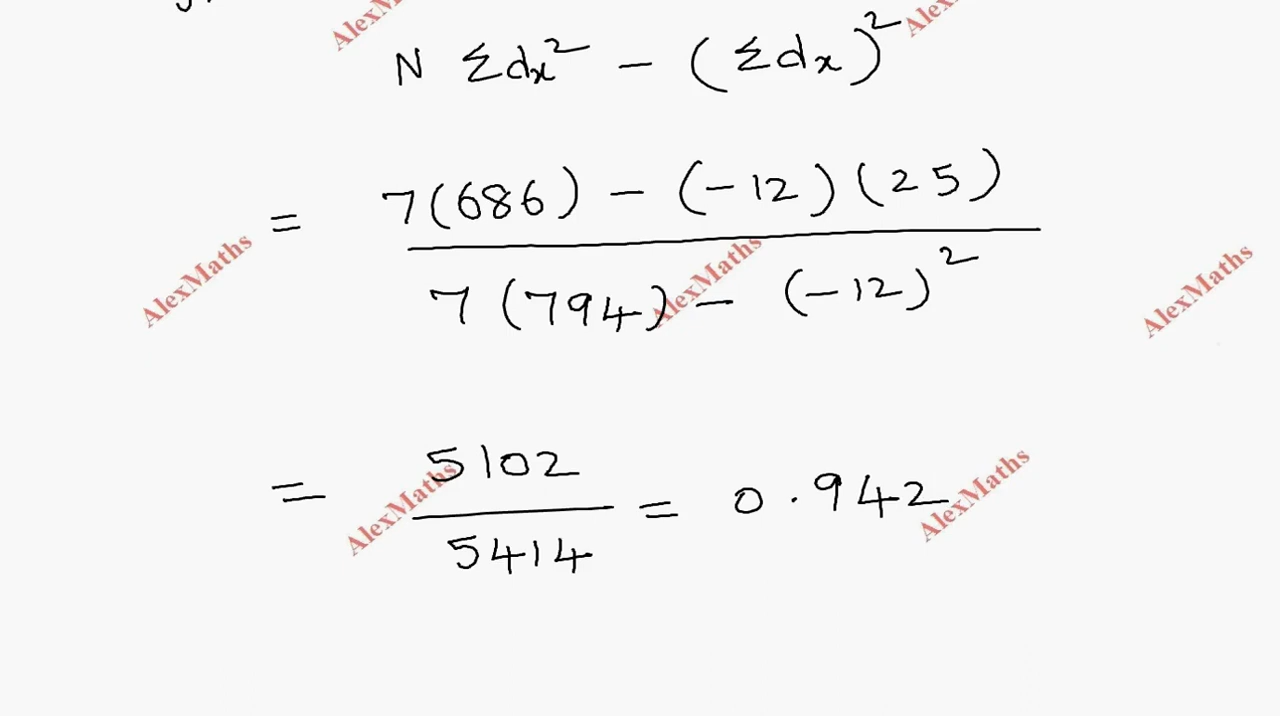 N Σdx² − (Σdx)²
= 7(686) − (−12)(25)
7(794) − (−12)²
= 5102
5414
= 0.942
AlexMaths
AlexMaths
AlexMaths
AlexMaths
AlexMaths
AlexMaths
AlexMaths